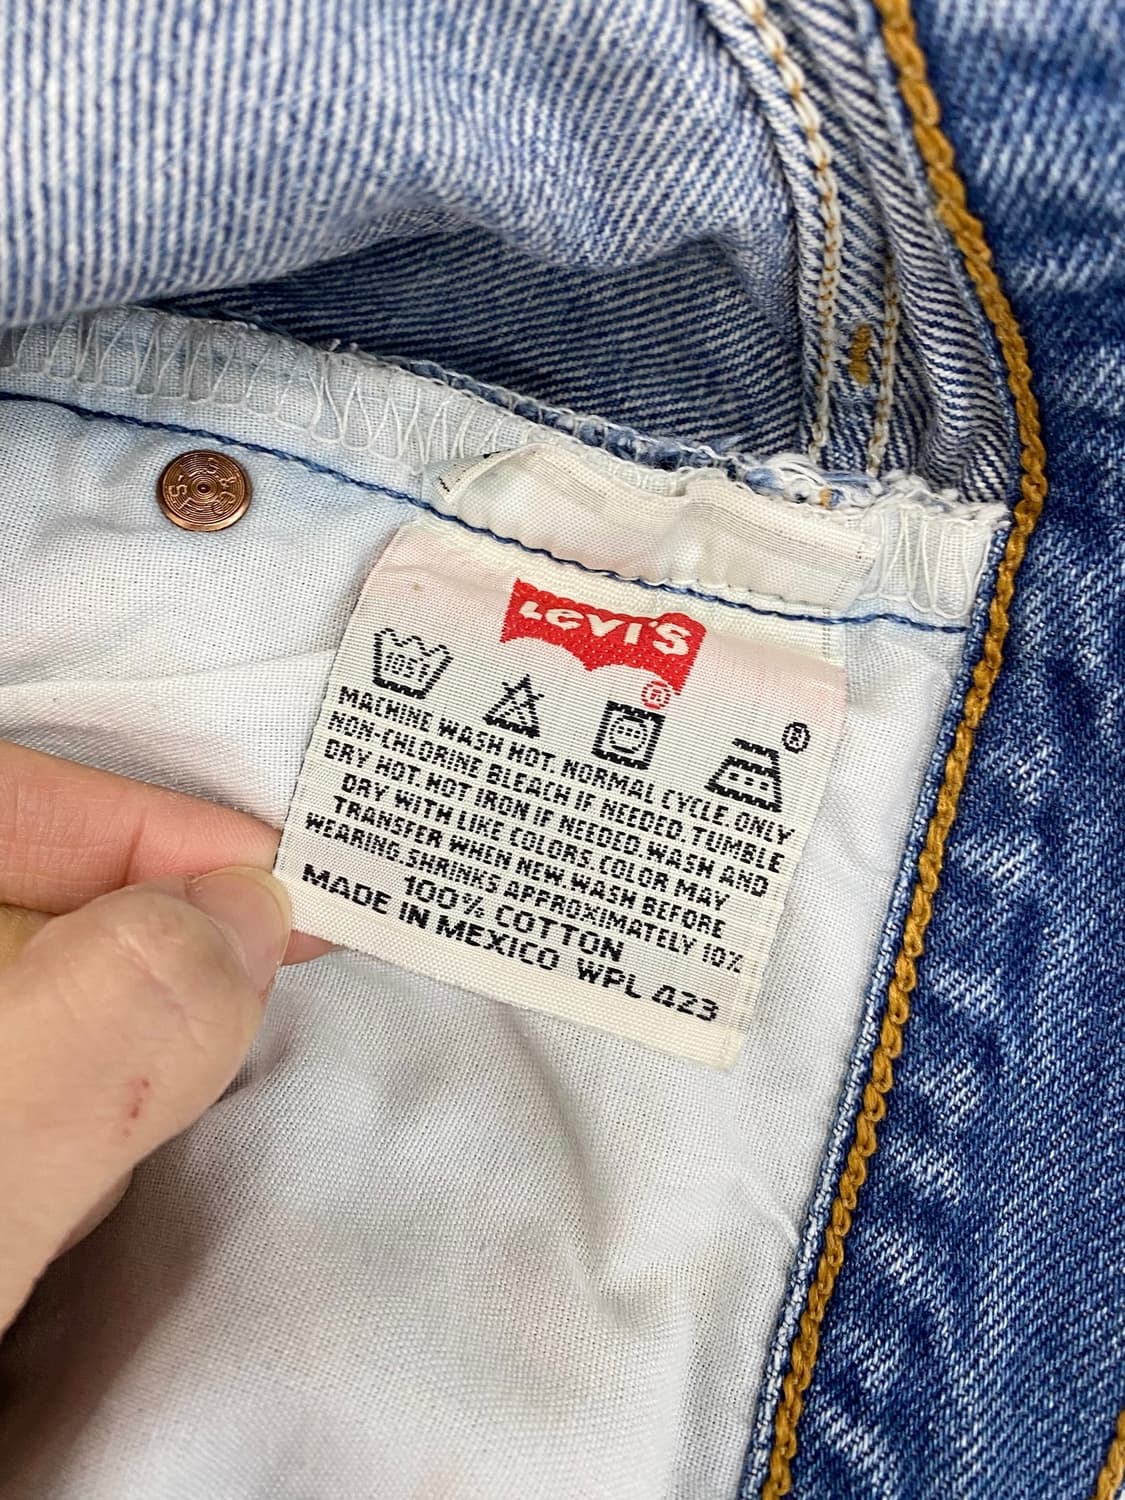 LEVI'S
®
105F
®
MACHINE WASH HOT. NORMAL CYCLE. ONLY
NON-CHLORINE BLEACH IF NEEDED. TUMBLE
DRY HOT. HOT IRON IF NEEDED. WASH AND
DRY WITH LIKE COLORS. COLOR MAY
TRANSFER WHEN NEW. WASH BEFORE
WEARING. SHRINKS APPROXIMATELY 10%
100% COTTON
MADE IN MEXICO WPL 423